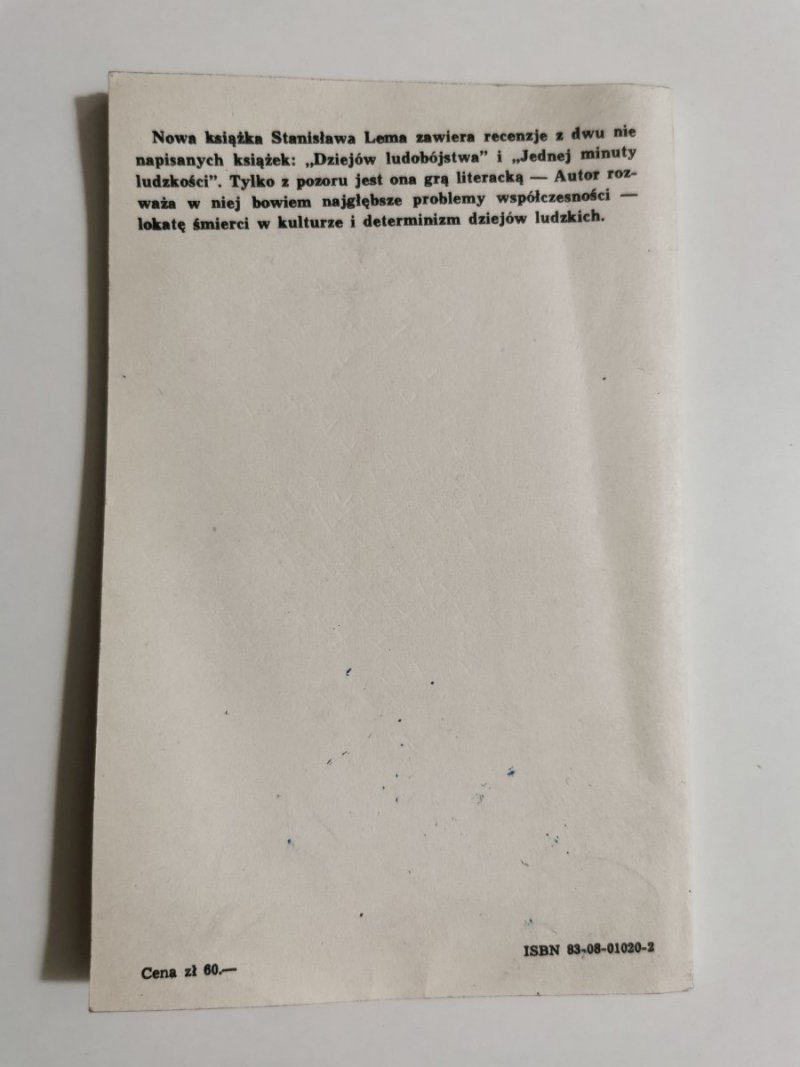 Nowa książka Stanisława Lema zawiera recenzje z dwu nie
napisanych książek: „Dziejów ludobójstwa” i „Jednej minuty
ludzkości”. Tylko z pozoru jest ona grą literacką — Autor roz-
waża w niej bowiem najgłębsze problemy współczesności —
lokatę śmierci w kulturze i determinizm dziejów ludzkich.
ISBN 83-08-01020-2
Cena zł 60.—